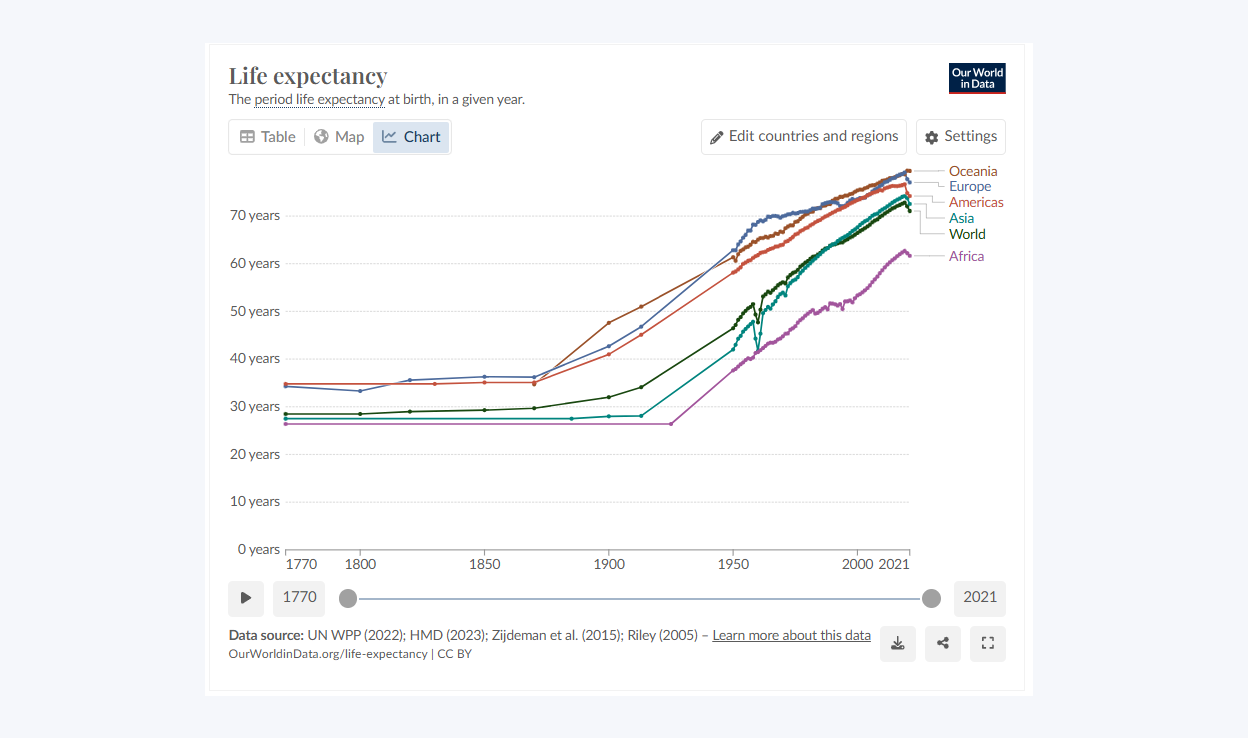 Life expectancy
Our World
in Data
The period life expectancy at birth, in a given year.
Table Map Chart Edit countries and regions Settings
Oceania
Europe
Americas
Asia
World
Africa
70 years
60 years
50 years
40 years
30 years
20 years
10 years
0 years
1770 1800 1850 1900 1950 2000 2021
1770 2021
Data source: UN WPP (2022); HMD (2023); Zijdeman et al. (2015); Riley (2005) – Learn more about this data
OurWorldinData.org/life-expectancy | CC BY